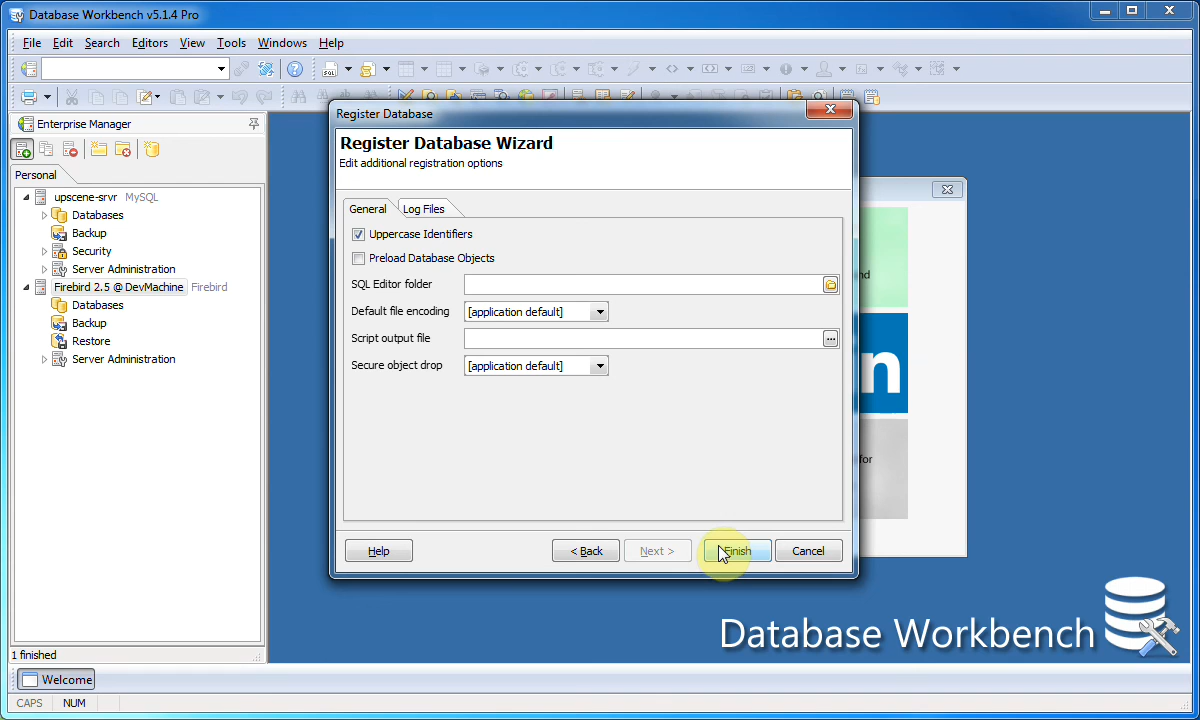 Database Workbench v5.1.4 Pro
File Edit Search Editors View Tools Windows Help
SQL
Enterprise Manager
Personal
upscene-srvr MySQL
Databases
Backup
Security
Server Administration
Firebird 2.5 @ DevMachine Firebird
Databases
Backup
Restore
Server Administration
1 finished
Register Database
Register Database Wizard
Edit additional registration options
General Log Files
Uppercase Identifiers
Preload Database Objects
SQL Editor folder
Default file encoding [application default]
Script output file ...
Secure object drop [application default]
Help < Back Next > Finish Cancel
nd
n
for
Database Workbench
Welcome
CAPS NUM